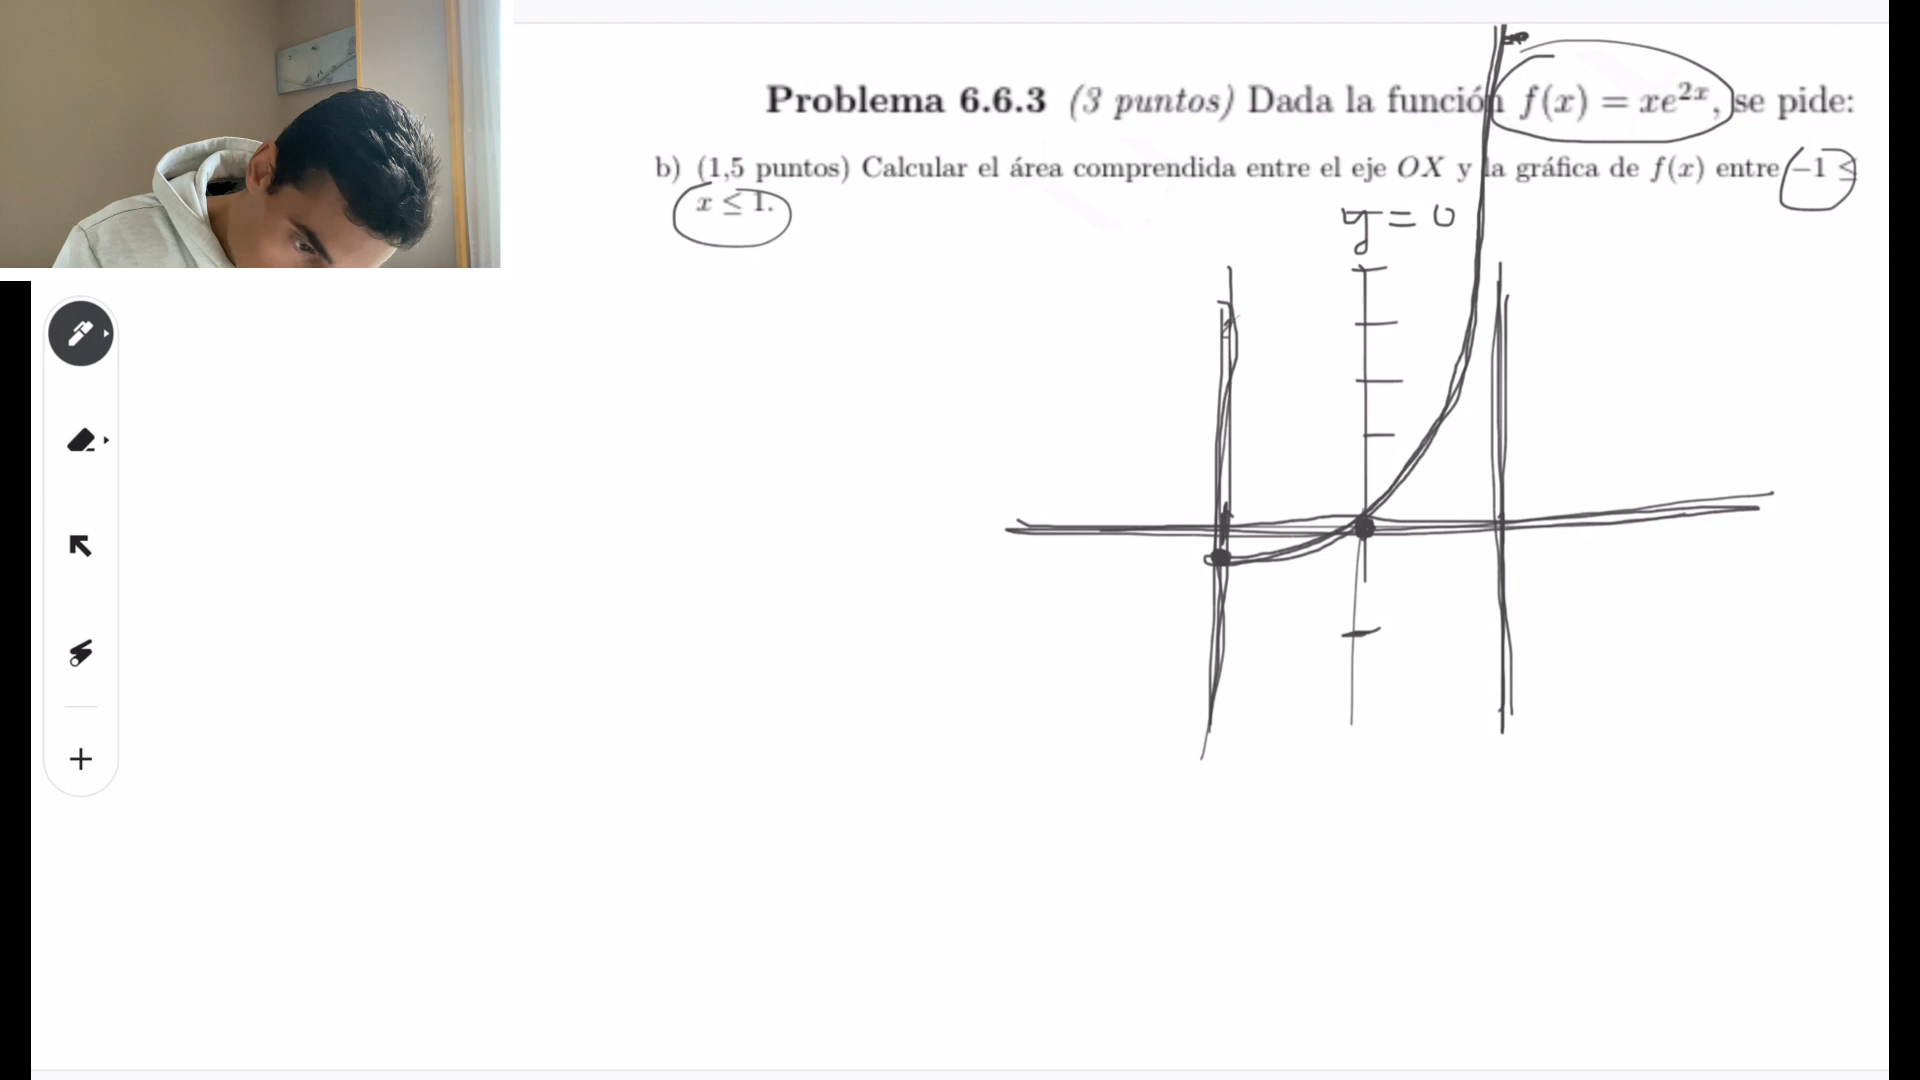 Problema 6.6.3 (3 puntos) Dada la función f(x) = xe^{2x}, se pide:
b) (1,5 puntos) Calcular el área comprendida entre el eje OX y la gráfica de f(x) entre −1 ≤
x ≤ 1.
y = 0